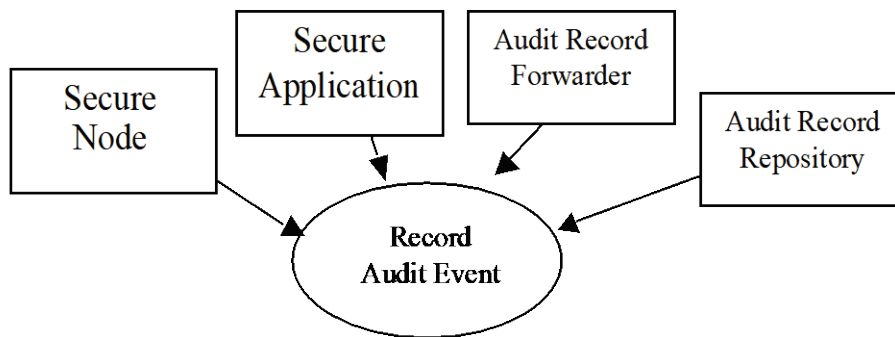 Secure
Node
Secure
Application
Audit Record
Forwarder
Audit Record
Repository
Record
Audit Event